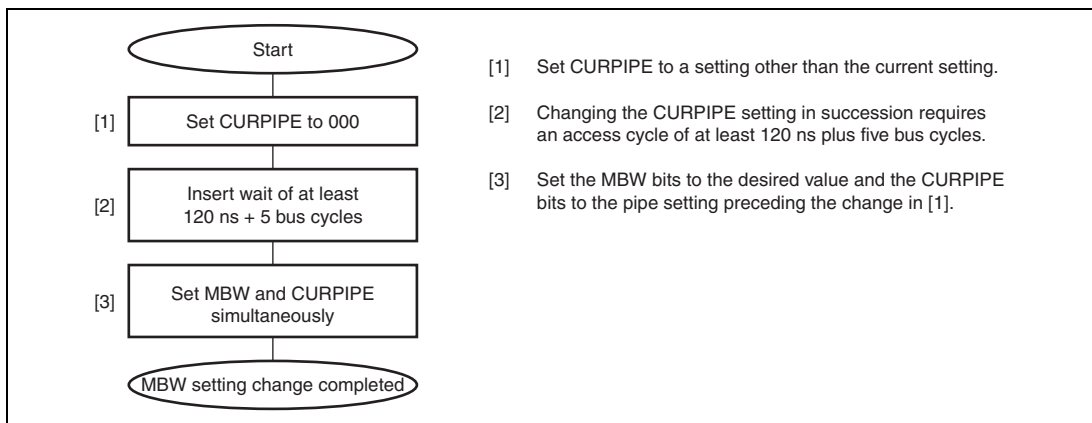 Start
[1]
Set CURPIPE to 000
[2]
Insert wait of at least
120 ns + 5 bus cycles
[3]
Set MBW and CURPIPE
simultaneously
MBW setting change completed
[1] Set CURPIPE to a setting other than the current setting.
[2] Changing the CURPIPE setting in succession requires
an access cycle of at least 120 ns plus five bus cycles.
[3] Set the MBW bits to the desired value and the CURPIPE
bits to the pipe setting preceding the change in [1].